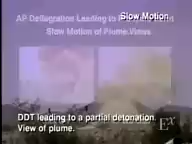 Slow Motion
AP Deflagration Leading to
Slow Motion of Plume Views
DDT leading to a partial detonation.
View of plume.
Ex